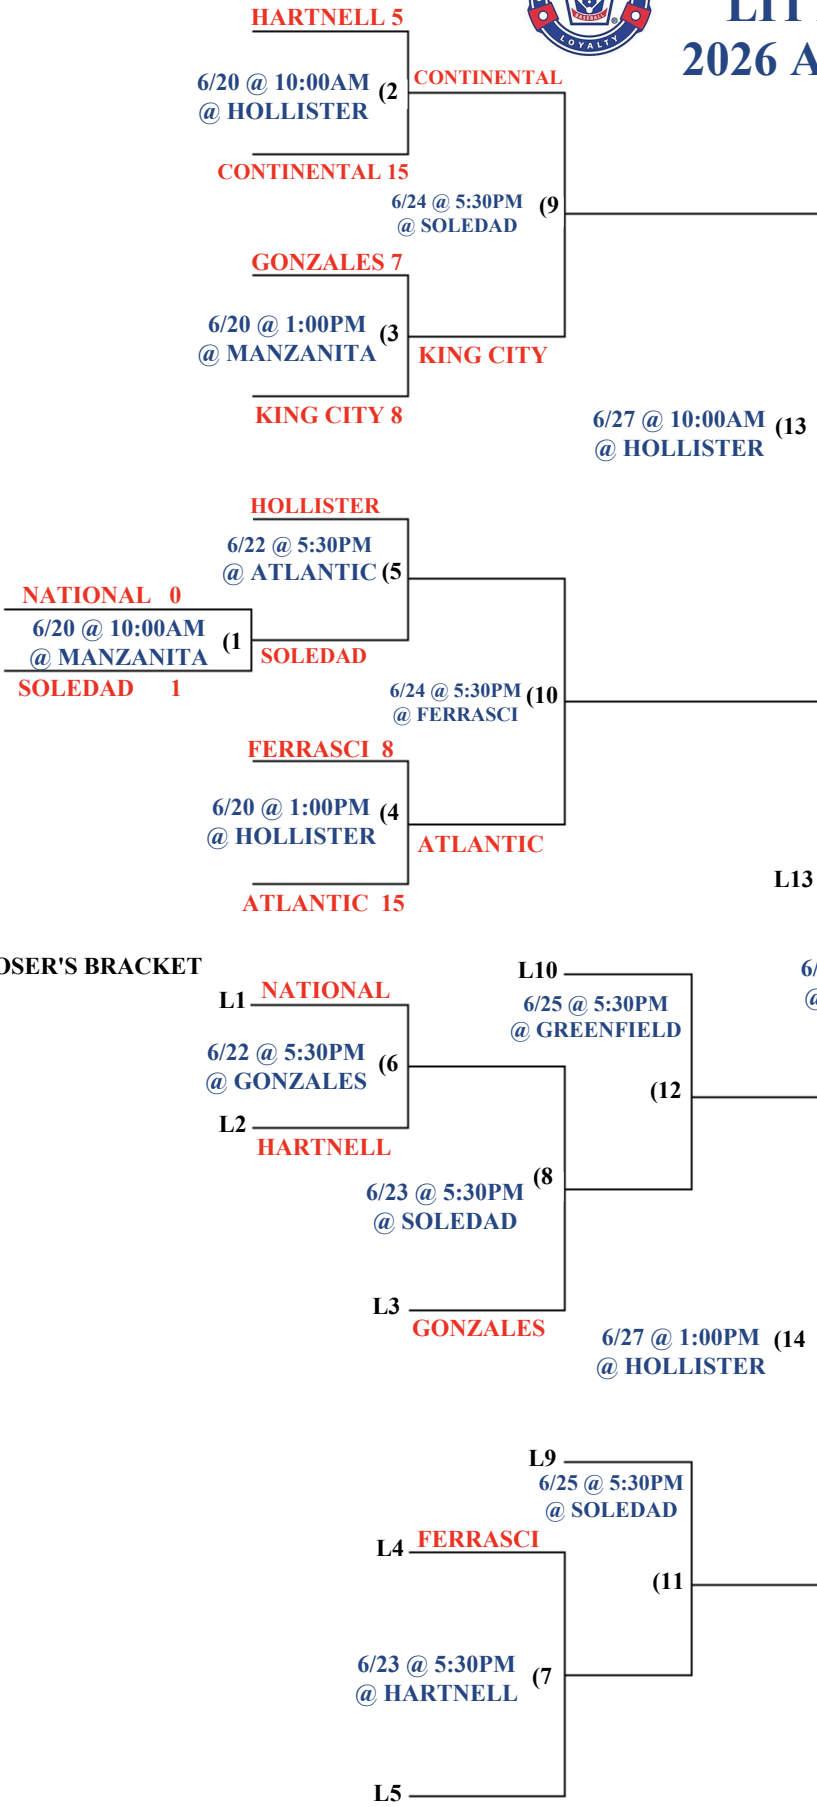 HARTNELL 5
LOYALTY
BASEBALL
®
2026 A
6/20 @ 10:00AM
@ HOLLISTER
(2
CONTINENTAL
CONTINENTAL 15
6/24 @ 5:30PM
@ SOLEDAD
(9
GONZALES 7
6/20 @ 1:00PM
@ MANZANITA
(3
KING CITY
KING CITY 8
6/27 @ 10:00AM
@ HOLLISTER
(13
HOLLISTER
6/22 @ 5:30PM
@ ATLANTIC
(5
NATIONAL 0
6/20 @ 10:00AM
@ MANZANITA
(1
SOLEDAD
SOLEDAD 1
6/24 @ 5:30PM
@ FERRASCI
(10
FERRASCI 8
6/20 @ 1:00PM
@ HOLLISTER
(4
ATLANTIC
ATLANTIC 15
L13
OSER'S BRACKET
L10
L1 NATIONAL
6/25 @ 5:30PM
@ GREENFIELD
6/
@
6/22 @ 5:30PM
@ GONZALES
(6
(12
L2
HARTNELL
6/23 @ 5:30PM
@ SOLEDAD
(8
L3
GONZALES
6/27 @ 1:00PM
@ HOLLISTER
(14
L9
6/25 @ 5:30PM
@ SOLEDAD
L4 FERRASCI
(11
6/23 @ 5:30PM
@ HARTNELL
(7
L5